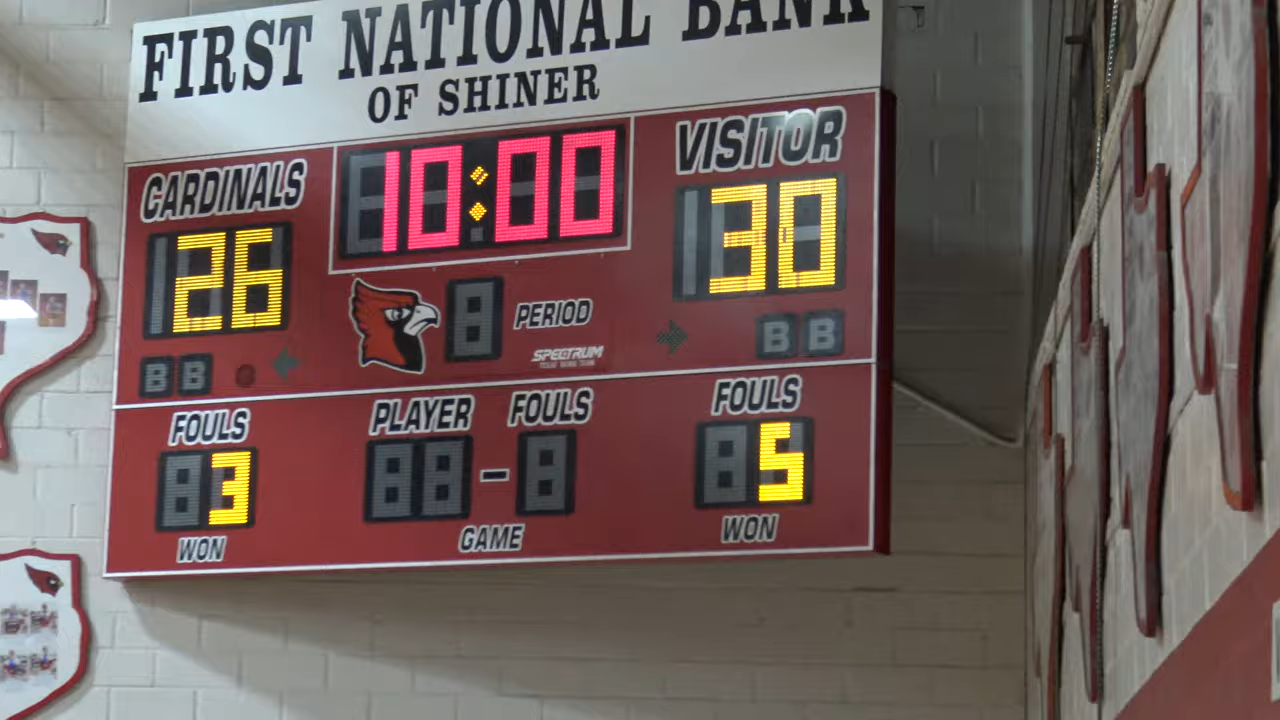 FIRST NATIONAL BANK
OF SHINER
CARDINALS
10:00
VISITOR
26
30
PERIOD
SPECTRUM
B B
B B
FOULS
PLAYER FOULS
FOULS
3
-
5
WON
GAME
WON